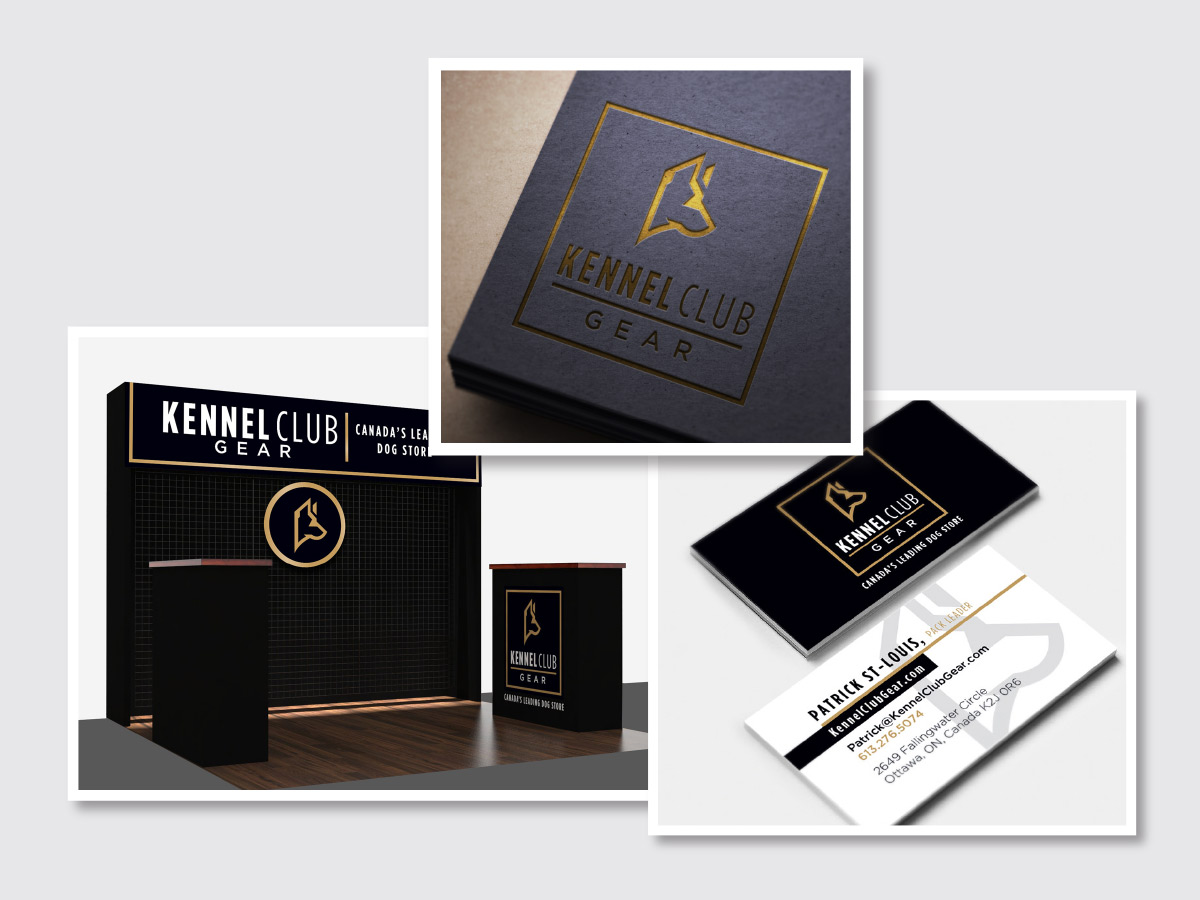 KENNEL CLUB
GEAR
KENNEL CLUB
GEAR
CANADA'S
DOG
KENNEL CLUB
GEAR
CANADA'S LEADING DOG STORE
KENNEL CLUB
GEAR
CANADA'S LEADING DOG STORE
PATRICK ST-LOUIS, PACK LEADER
KennelClubGear.com
Patrick@KennelClubGear.com
613.276.5074
2649 Fallingwater Circle
Ottawa, ON, Canada K2J 0R6